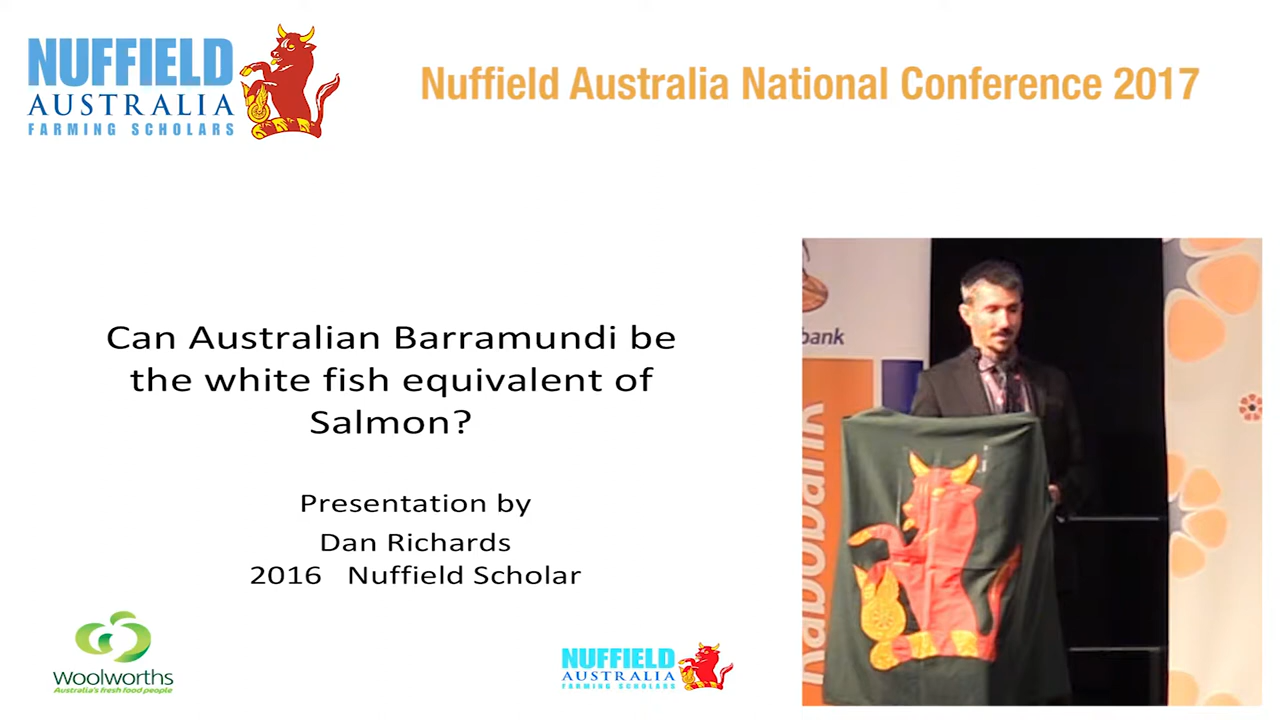 NUFFIELD
AUSTRALIA
FARMING SCHOLARS
Nuffield Australia National Conference 2017
Can Australian Barramundi be
the white fish equivalent of
Salmon?
Presentation by
Dan Richards
2016 Nuffield Scholar
Woolworths
Australia's fresh food people
NUFFIELD
AUSTRALIA
FARMING SCHOLARS
bank
Rabobank